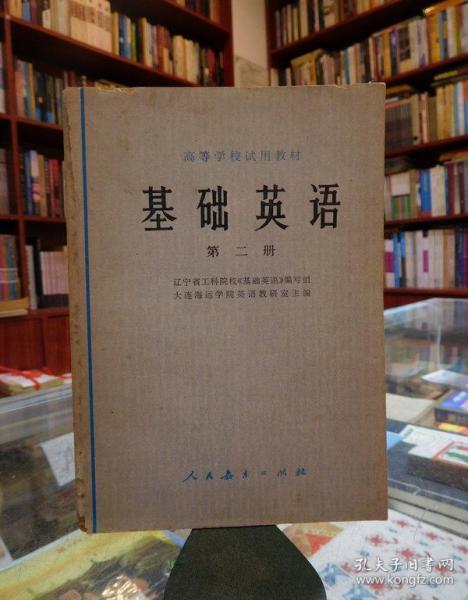 高等学校试用教材
基础英语
第二册
辽宁省工科院校《基础英语》编写组
大连海运学院英语教研室主编
人民教育出版社
孔夫子旧书网
www.kongfz.com